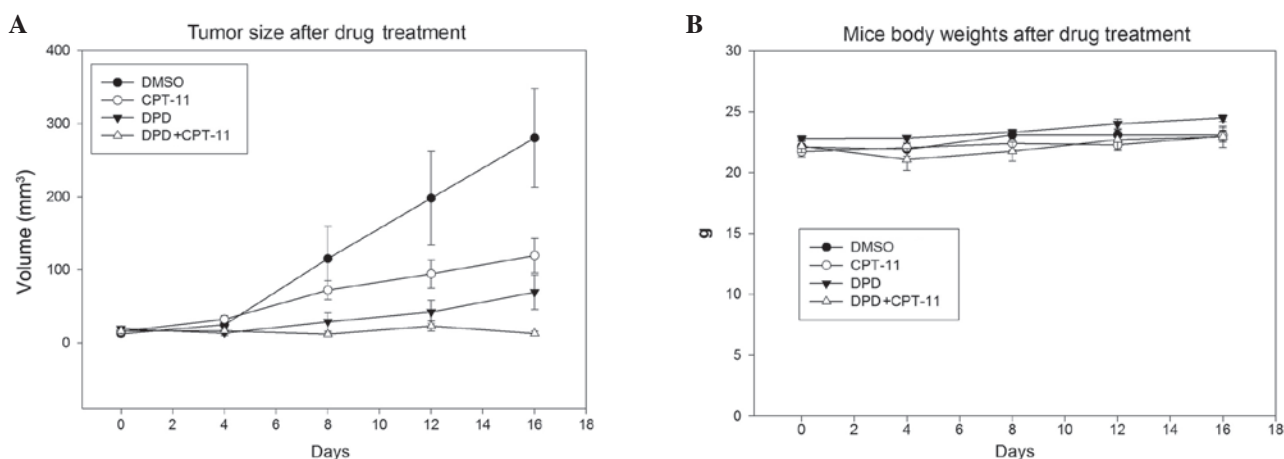 A
Tumor size after drug treatment
400
300
200
100
0
Volume (mm³)
DMSO
CPT-11
DPD
DPD+CPT-11
0 2 4 6 8 10 12 14 16 18
Days
B
Mice body weights after drug treatment
30
25
20
15
10
5
0
g
DMSO
CPT-11
DPD
DPD+CPT-11
0 2 4 6 8 10 12 14 16 18
Days